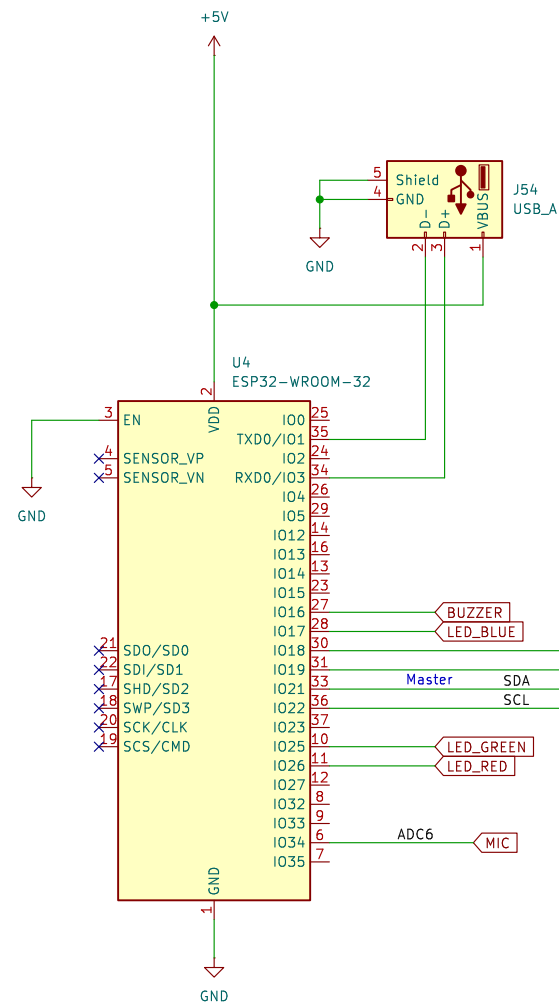 +5V
5 Shield
4 GND
D-
D+
VBUS
2
3
1
J54
USB_A
GND
U4
ESP32-WROOM-32
2
VDD
3 EN
GND
4 SENSOR_VP
5 SENSOR_VN
21 SDO/SD0
22 SDI/SD1
17 SHD/SD2
18 SWP/SD3
20 SCK/CLK
19 SCS/CMD
IO0 25
TXD0/IO1 35
IO2 24
RXD0/IO3 34
IO4 26
IO5 29
IO12 14
IO13 16
IO14 13
IO15 23
IO16 27 BUZZER
IO17 28 LED_BLUE
IO18 30
IO19 31
IO21 33 Master SDA
IO22 36 SCL
IO23 37
IO25 10 LED_GREEN
IO26 11 LED_RED
IO27 12
IO32 8
IO33 9
IO34 6 ADC6 MIC
IO35 7
GND
1
GND